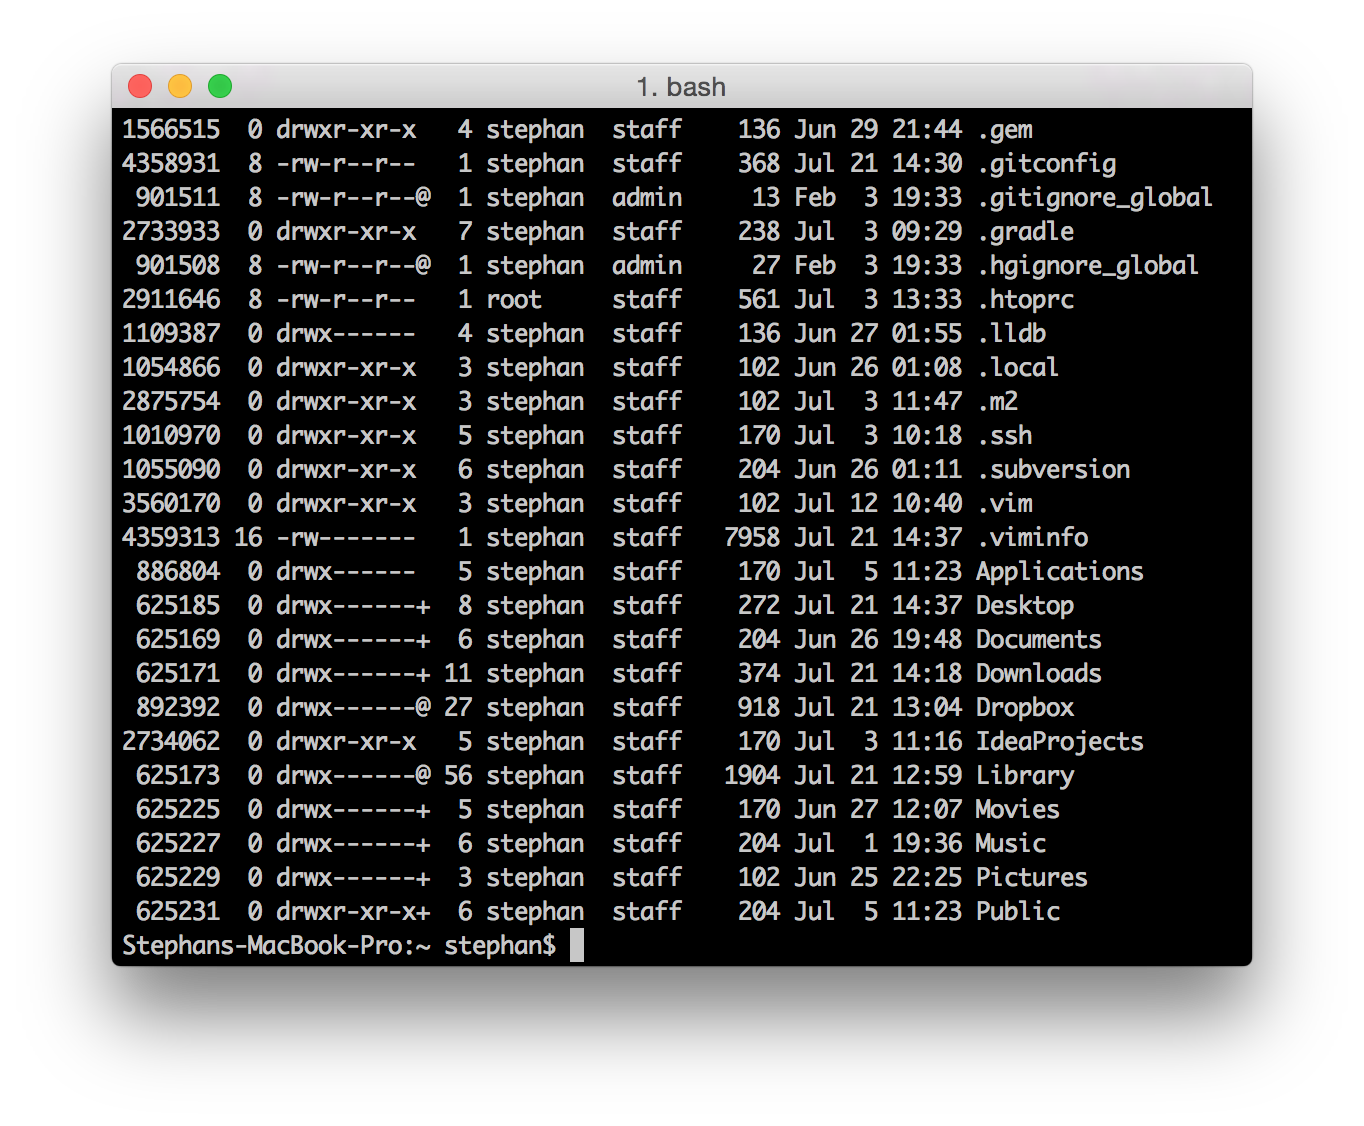 1. bash
1566515  0 drwxr-xr-x   4 stephan  staff    136 Jun 29 21:44 .gem
4358931  8 -rw-r--r--   1 stephan  staff    368 Jul 21 14:30 .gitconfig
 901511  8 -rw-r--r--@  1 stephan  admin     13 Feb  3 19:33 .gitignore_global
2733933  0 drwxr-xr-x   7 stephan  staff    238 Jul  3 09:29 .gradle
 901508  8 -rw-r--r--@  1 stephan  admin     27 Feb  3 19:33 .hgignore_global
2911646  8 -rw-r--r--   1 root     staff    561 Jul  3 13:33 .htoprc
1109387  0 drwx------   4 stephan  staff    136 Jun 27 01:55 .lldb
1054866  0 drwxr-xr-x   3 stephan  staff    102 Jun 26 01:08 .local
2875754  0 drwxr-xr-x   3 stephan  staff    102 Jul  3 11:47 .m2
1010970  0 drwxr-xr-x   5 stephan  staff    170 Jul  3 10:18 .ssh
1055090  0 drwxr-xr-x   6 stephan  staff    204 Jun 26 01:11 .subversion
3560170  0 drwxr-xr-x   3 stephan  staff    102 Jul 12 10:40 .vim
4359313 16 -rw-------   1 stephan  staff   7958 Jul 21 14:37 .viminfo
 886804  0 drwx------   5 stephan  staff    170 Jul  5 11:23 Applications
 625185  0 drwx------+  8 stephan  staff    272 Jul 21 14:37 Desktop
 625169  0 drwx------+  6 stephan  staff    204 Jun 26 19:48 Documents
 625171  0 drwx------+ 11 stephan  staff    374 Jul 21 14:18 Downloads
 892392  0 drwx------@ 27 stephan  staff    918 Jul 21 13:04 Dropbox
2734062  0 drwxr-xr-x   5 stephan  staff    170 Jul  3 11:16 IdeaProjects
 625173  0 drwx------@ 56 stephan  staff   1904 Jul 21 12:59 Library
 625225  0 drwx------+  5 stephan  staff    170 Jun 27 12:07 Movies
 625227  0 drwx------+  6 stephan  staff    204 Jul  1 19:36 Music
 625229  0 drwx------+  3 stephan  staff    102 Jun 25 22:25 Pictures
 625231  0 drwxr-xr-x+  6 stephan  staff    204 Jul  5 11:23 Public
Stephans-MacBook-Pro:~ stephan$